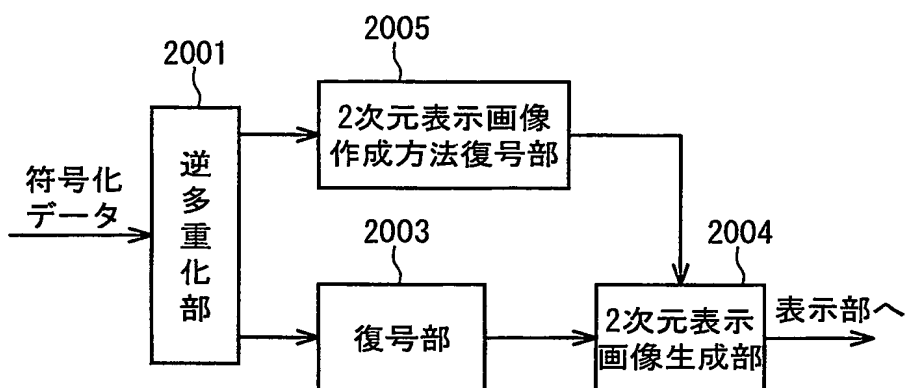 2005
2001
2次元表示画像
作成方法復号部
符号化
データ
逆多重化部
2003
2004
復号部
2次元表示
画像生成部
表示部へ